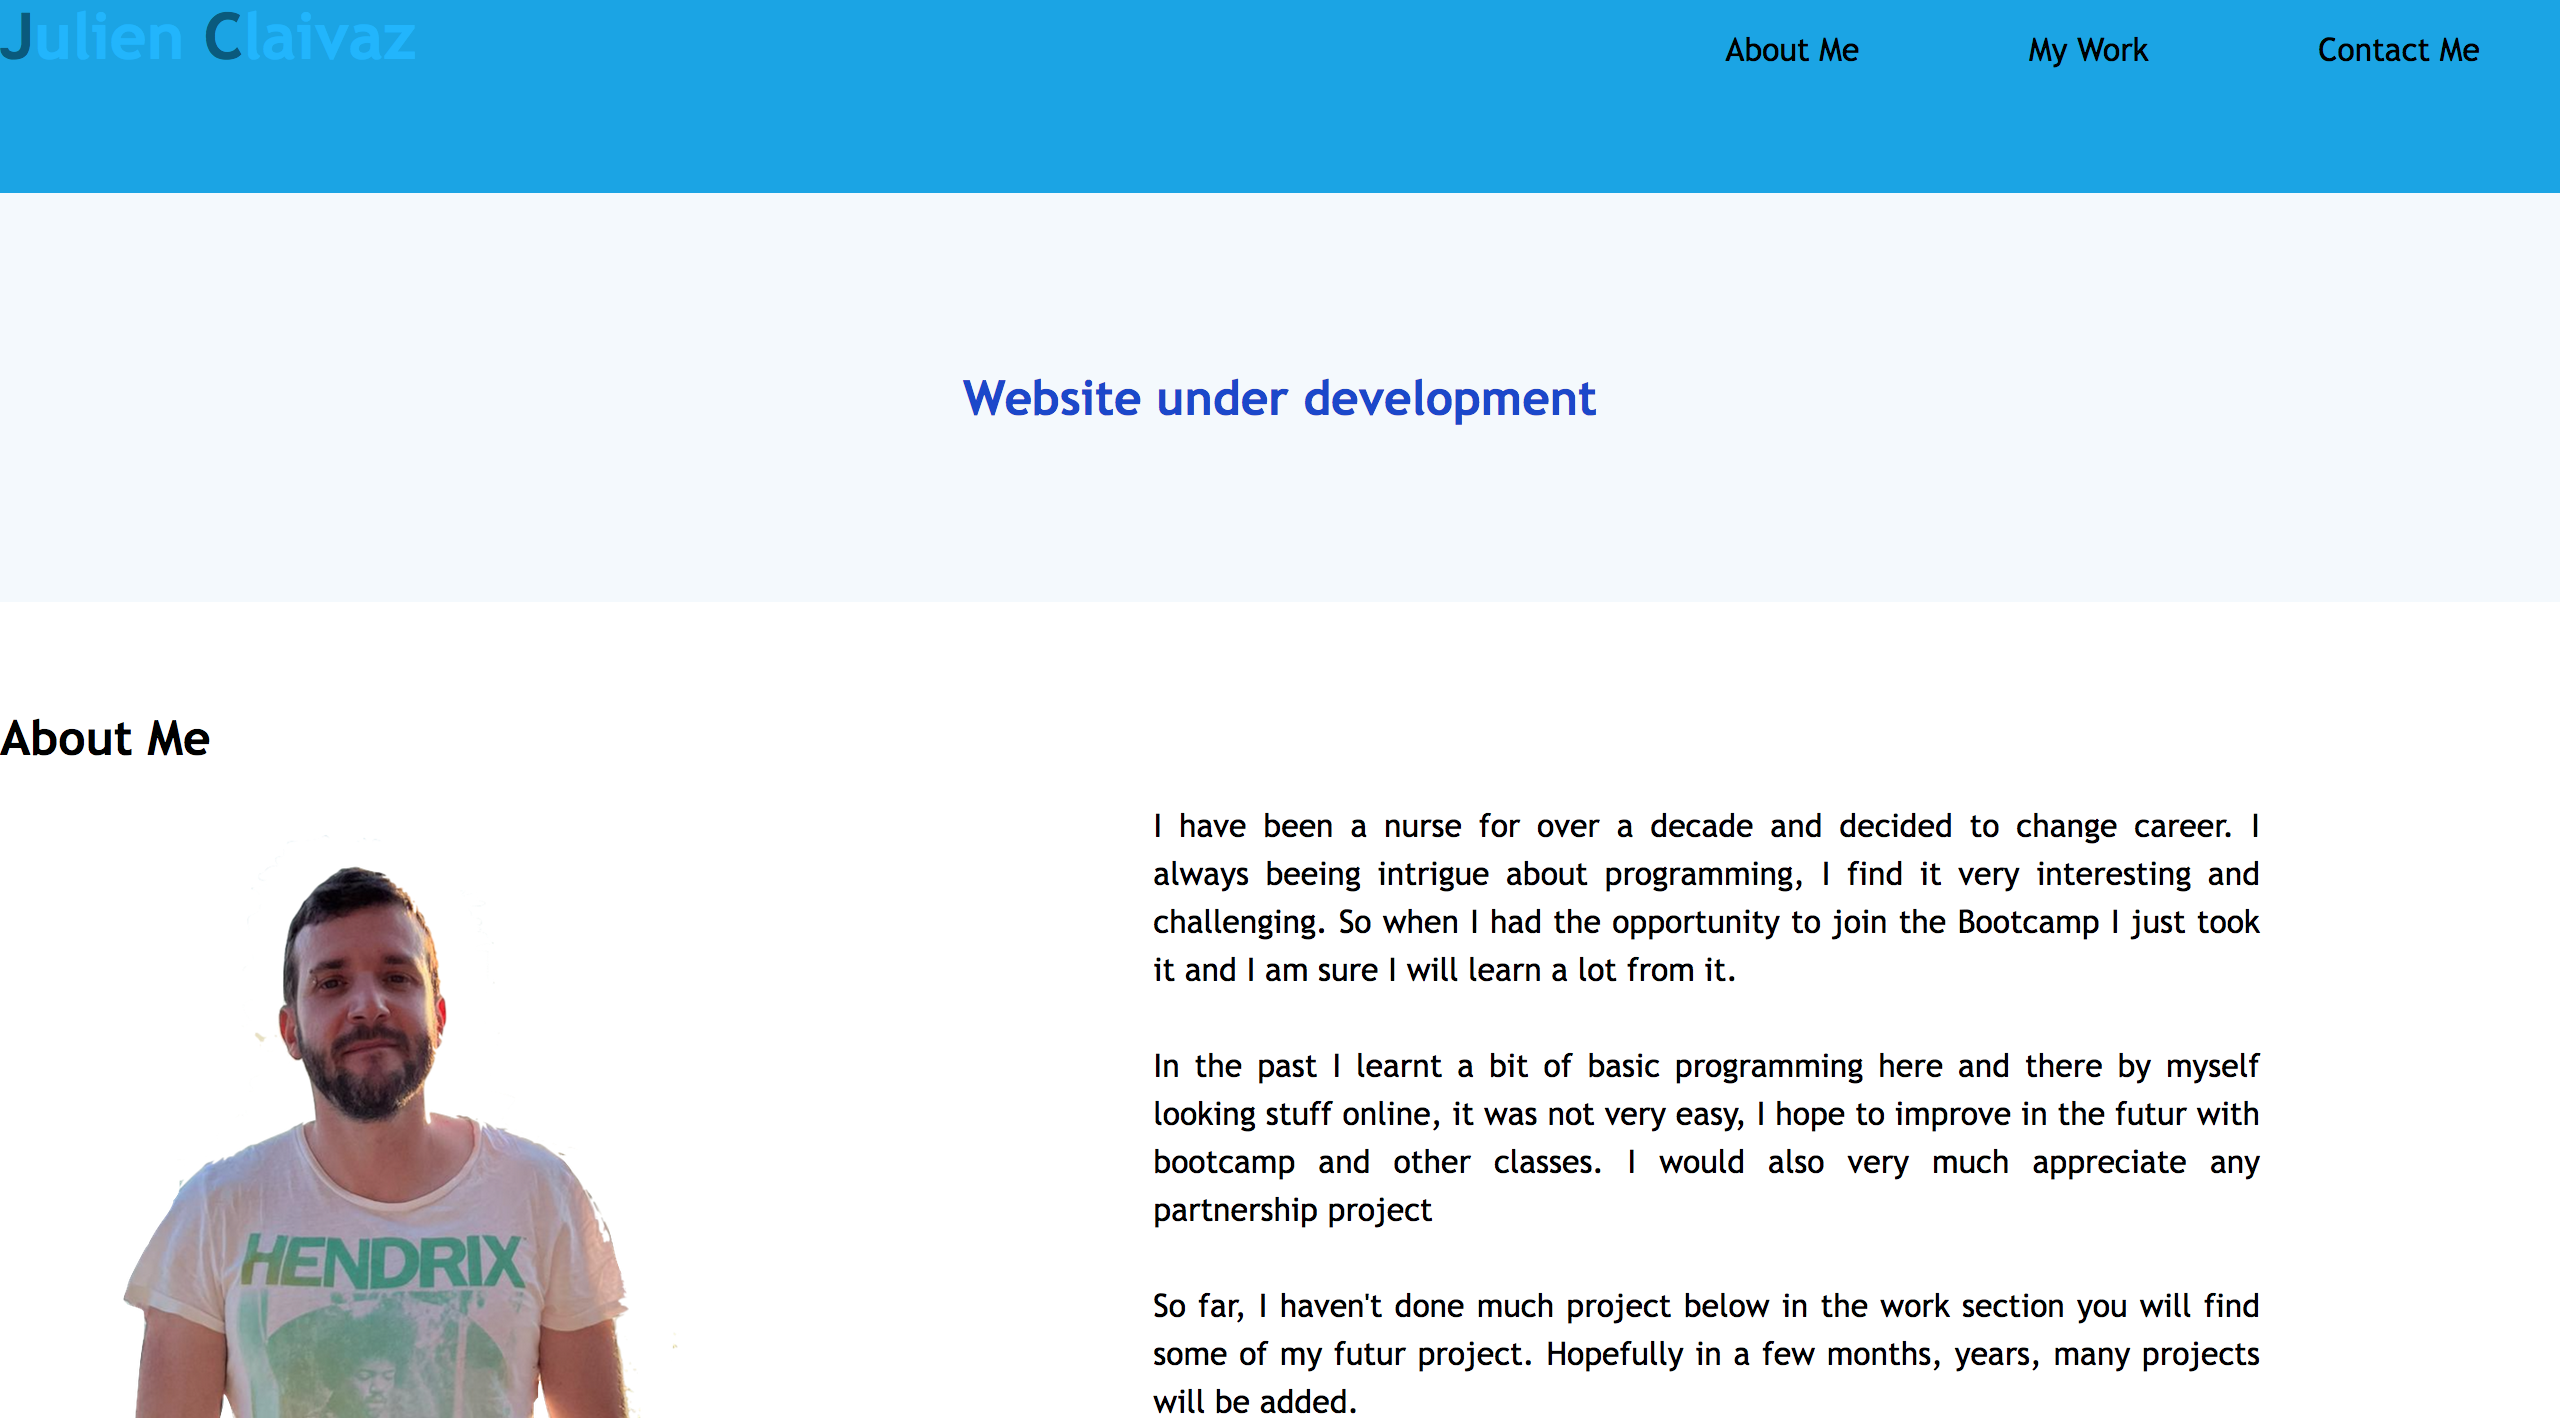 Julien Claivaz
About Me
My Work
Contact Me
Website under development
About Me
I have been a nurse for over a decade and decided to change career. I
always beeing intrigue about programming, I find it very interesting and
challenging. So when I had the opportunity to join the Bootcamp I just took
it and I am sure I will learn a lot from it.
In the past I learnt a bit of basic programming here and there by myself
looking stuff online, it was not very easy, I hope to improve in the futur with
bootcamp and other classes. I would also very much appreciate any
partnership project
So far, I haven't done much project below in the work section you will find
some of my futur project. Hopefully in a few months, years, many projects
will be added.
HENDRIX